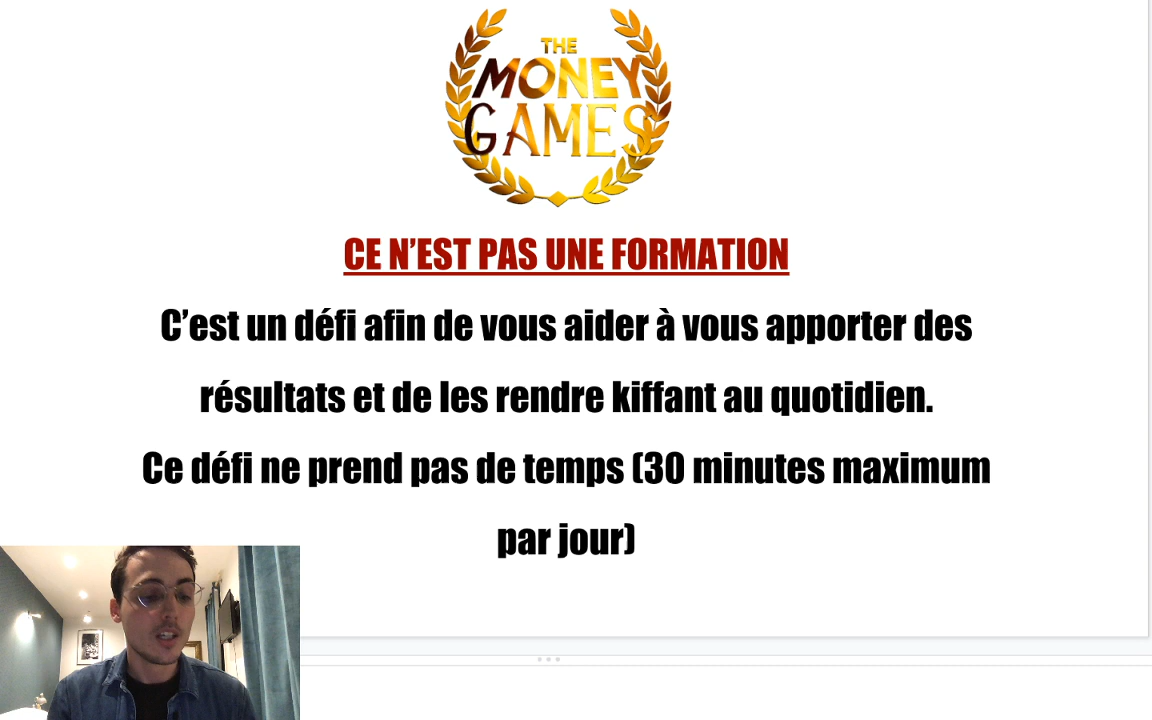 THE
MONEY
GAMES
CE N’EST PAS UNE FORMATION
C’est un défi afin de vous aider à vous apporter des
résultats et de les rendre kiffant au quotidien.
Ce défi ne prend pas de temps (30 minutes maximum
par jour)